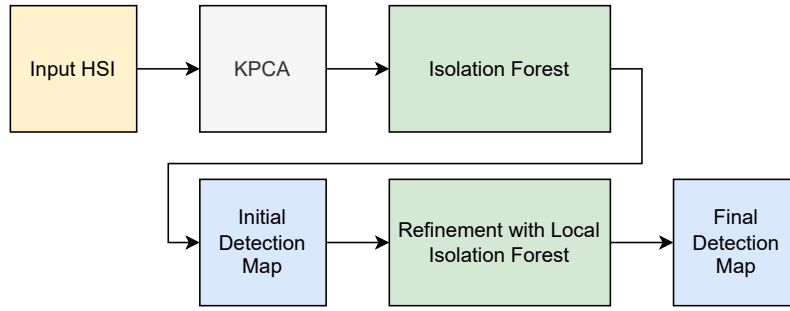 Input HSI
KPCA
Isolation Forest
Initial
Detection
Map
Refinement with Local
Isolation Forest
Final
Detection
Map